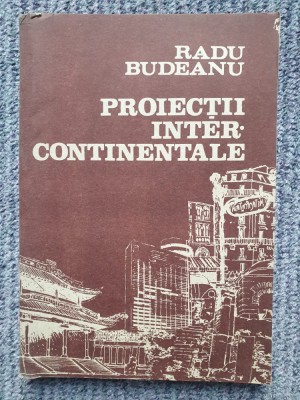 RADU
BUDEANU
PROIECȚII
INTER-
CONTINENTALE